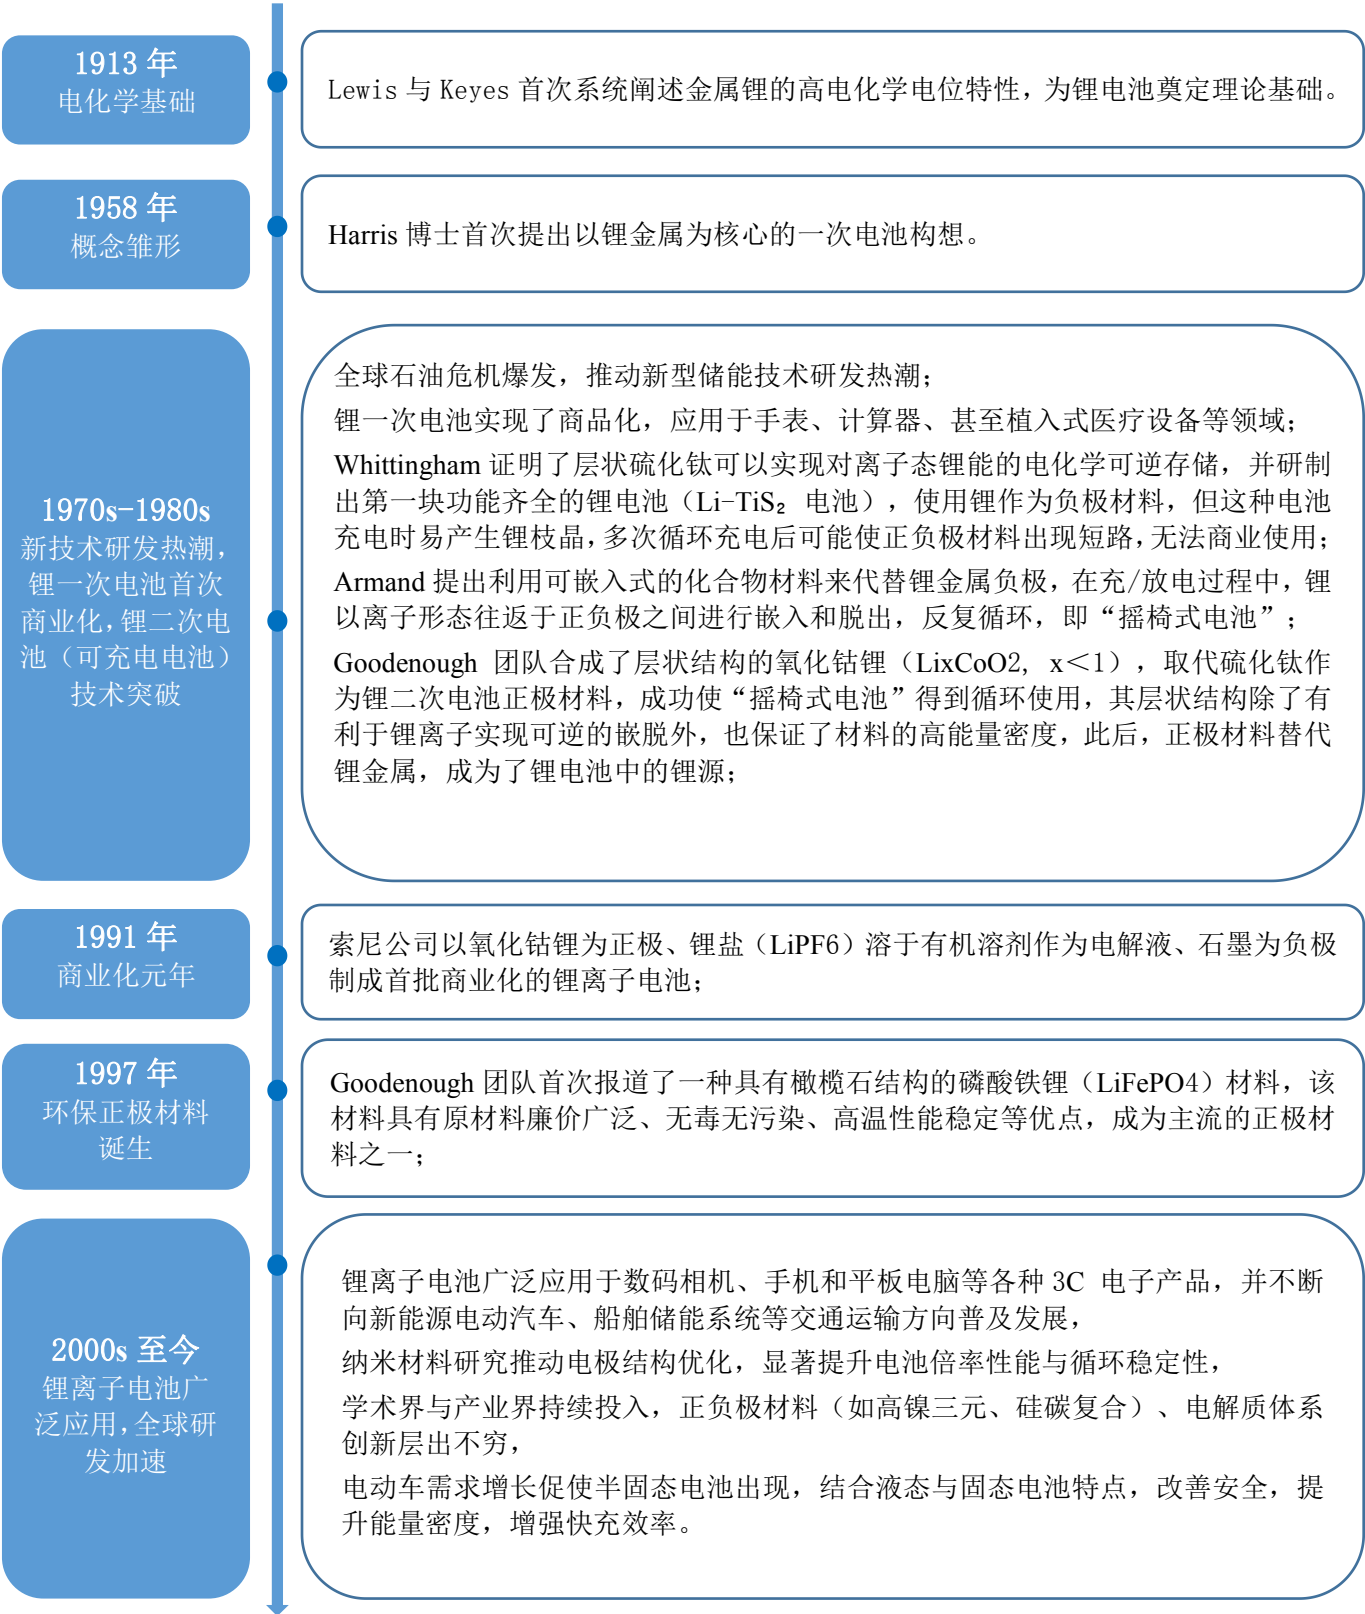 1913 年
电化学基础
Lewis 与 Keyes 首次系统阐述金属锂的高电化学电位特性，为锂电池奠定理论基础。
1958 年
概念雏形
Harris 博士首次提出以锂金属为核心的一次电池构想。
1970s-1980s
新技术研发热潮，
锂一次电池首次
商业化，锂二次电
池（可充电电池）
技术突破
全球石油危机爆发，推动新型储能技术研发热潮；
锂一次电池实现了商品化，应用于手表、计算器、甚至植入式医疗设备等领域；
Whittingham 证明了层状硫化钛可以实现对离子态锂能的电化学可逆存储，并研制
出第一块功能齐全的锂电池（Li-TiS₂ 电池），使用锂作为负极材料，但这种电池
充电时易产生锂枝晶，多次循环充电后可能使正负极材料出现短路，无法商业使用；
Armand 提出利用可嵌入式的化合物材料来代替锂金属负极，在充/放电过程中，锂
以离子形态往返于正负极之间进行嵌入和脱出，反复循环，即“摇椅式电池”；
Goodenough 团队合成了层状结构的氧化钴锂（LixCoO2, x＜1），取代硫化钛作
为锂二次电池正极材料，成功使“摇椅式电池”得到循环使用，其层状结构除了有
利于锂离子实现可逆的嵌脱外，也保证了材料的高能量密度，此后，正极材料替代
锂金属，成为了锂电池中的锂源；
1991 年
商业化元年
索尼公司以氧化钴锂为正极、锂盐（LiPF6）溶于有机溶剂作为电解液、石墨为负极
制成首批商业化的锂离子电池；
1997 年
环保正极材料
诞生
Goodenough 团队首次报道了一种具有橄榄石结构的磷酸铁锂（LiFePO4）材料，该
材料具有原材料廉价广泛、无毒无污染、高温性能稳定等优点，成为主流的正极材
料之一；
2000s 至今
锂离子电池广
泛应用，全球研
发加速
锂离子电池广泛应用于数码相机、手机和平板电脑等各种 3C 电子产品，并不断
向新能源电动汽车、船舶储能系统等交通运输方向普及发展，
纳米材料研究推动电极结构优化，显著提升电池倍率性能与循环稳定性，
学术界与产业界持续投入，正负极材料（如高镍三元、硅碳复合）、电解质体系
创新层出不穷，
电动车需求增长促使半固态电池出现，结合液态与固态电池特点，改善安全，提
升能量密度，增强快充效率。